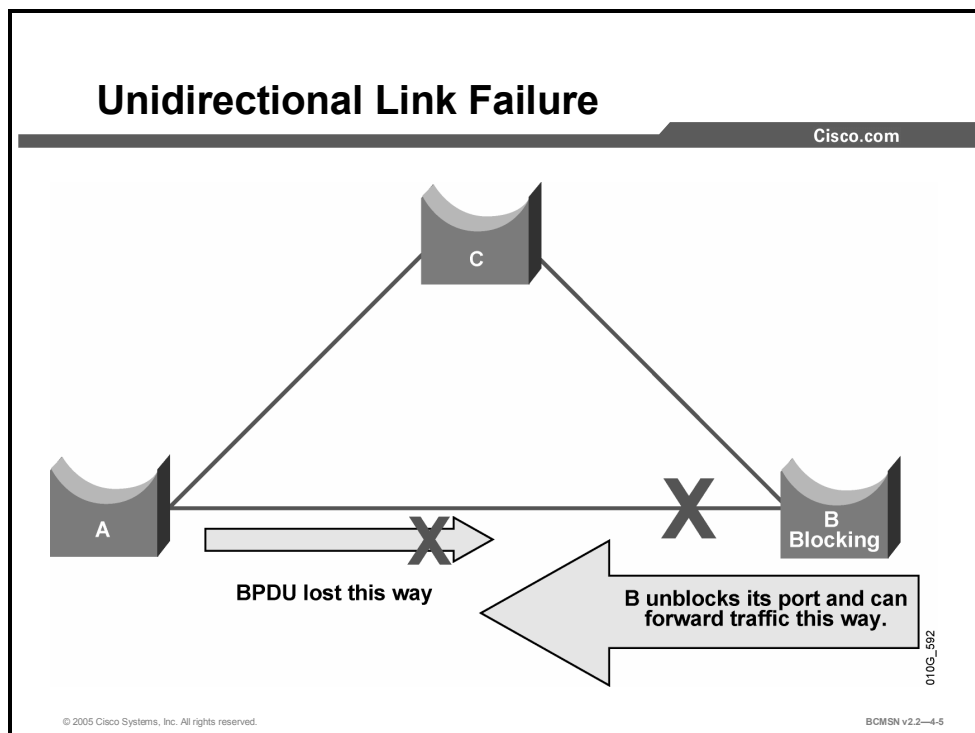 Unidirectional Link Failure
Cisco.com
C
A
B
Blocking
X
X
BPDU lost this way
B unblocks its port and can
forward traffic this way.
010G_592
© 2005 Cisco Systems, Inc. All rights reserved.
BCMSN v2.2—4-5